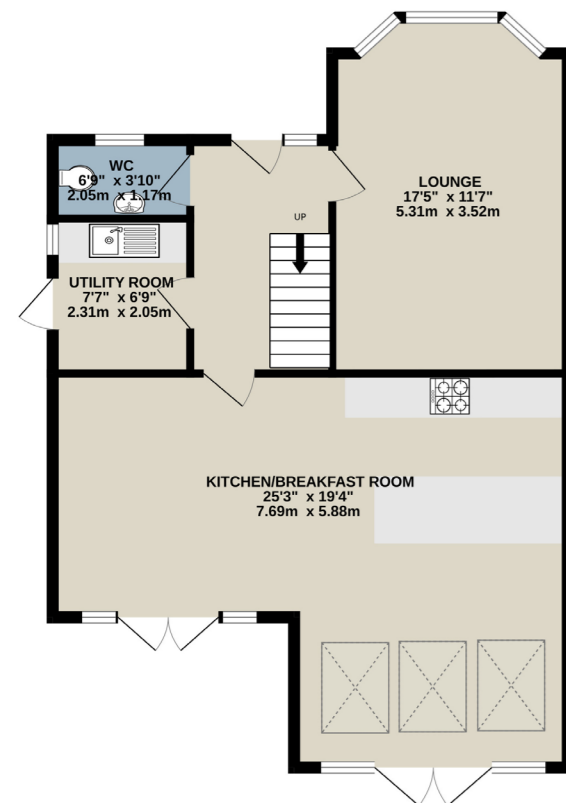 WC
6'9" x 3'10"
2.05m x 1.17m
LOUNGE
17'5" x 11'7"
5.31m x 3.52m
UP
UTILITY ROOM
7'7" x 6'9"
2.31m x 2.05m
KITCHEN/BREAKFAST ROOM
25'3" x 19'4"
7.69m x 5.88m